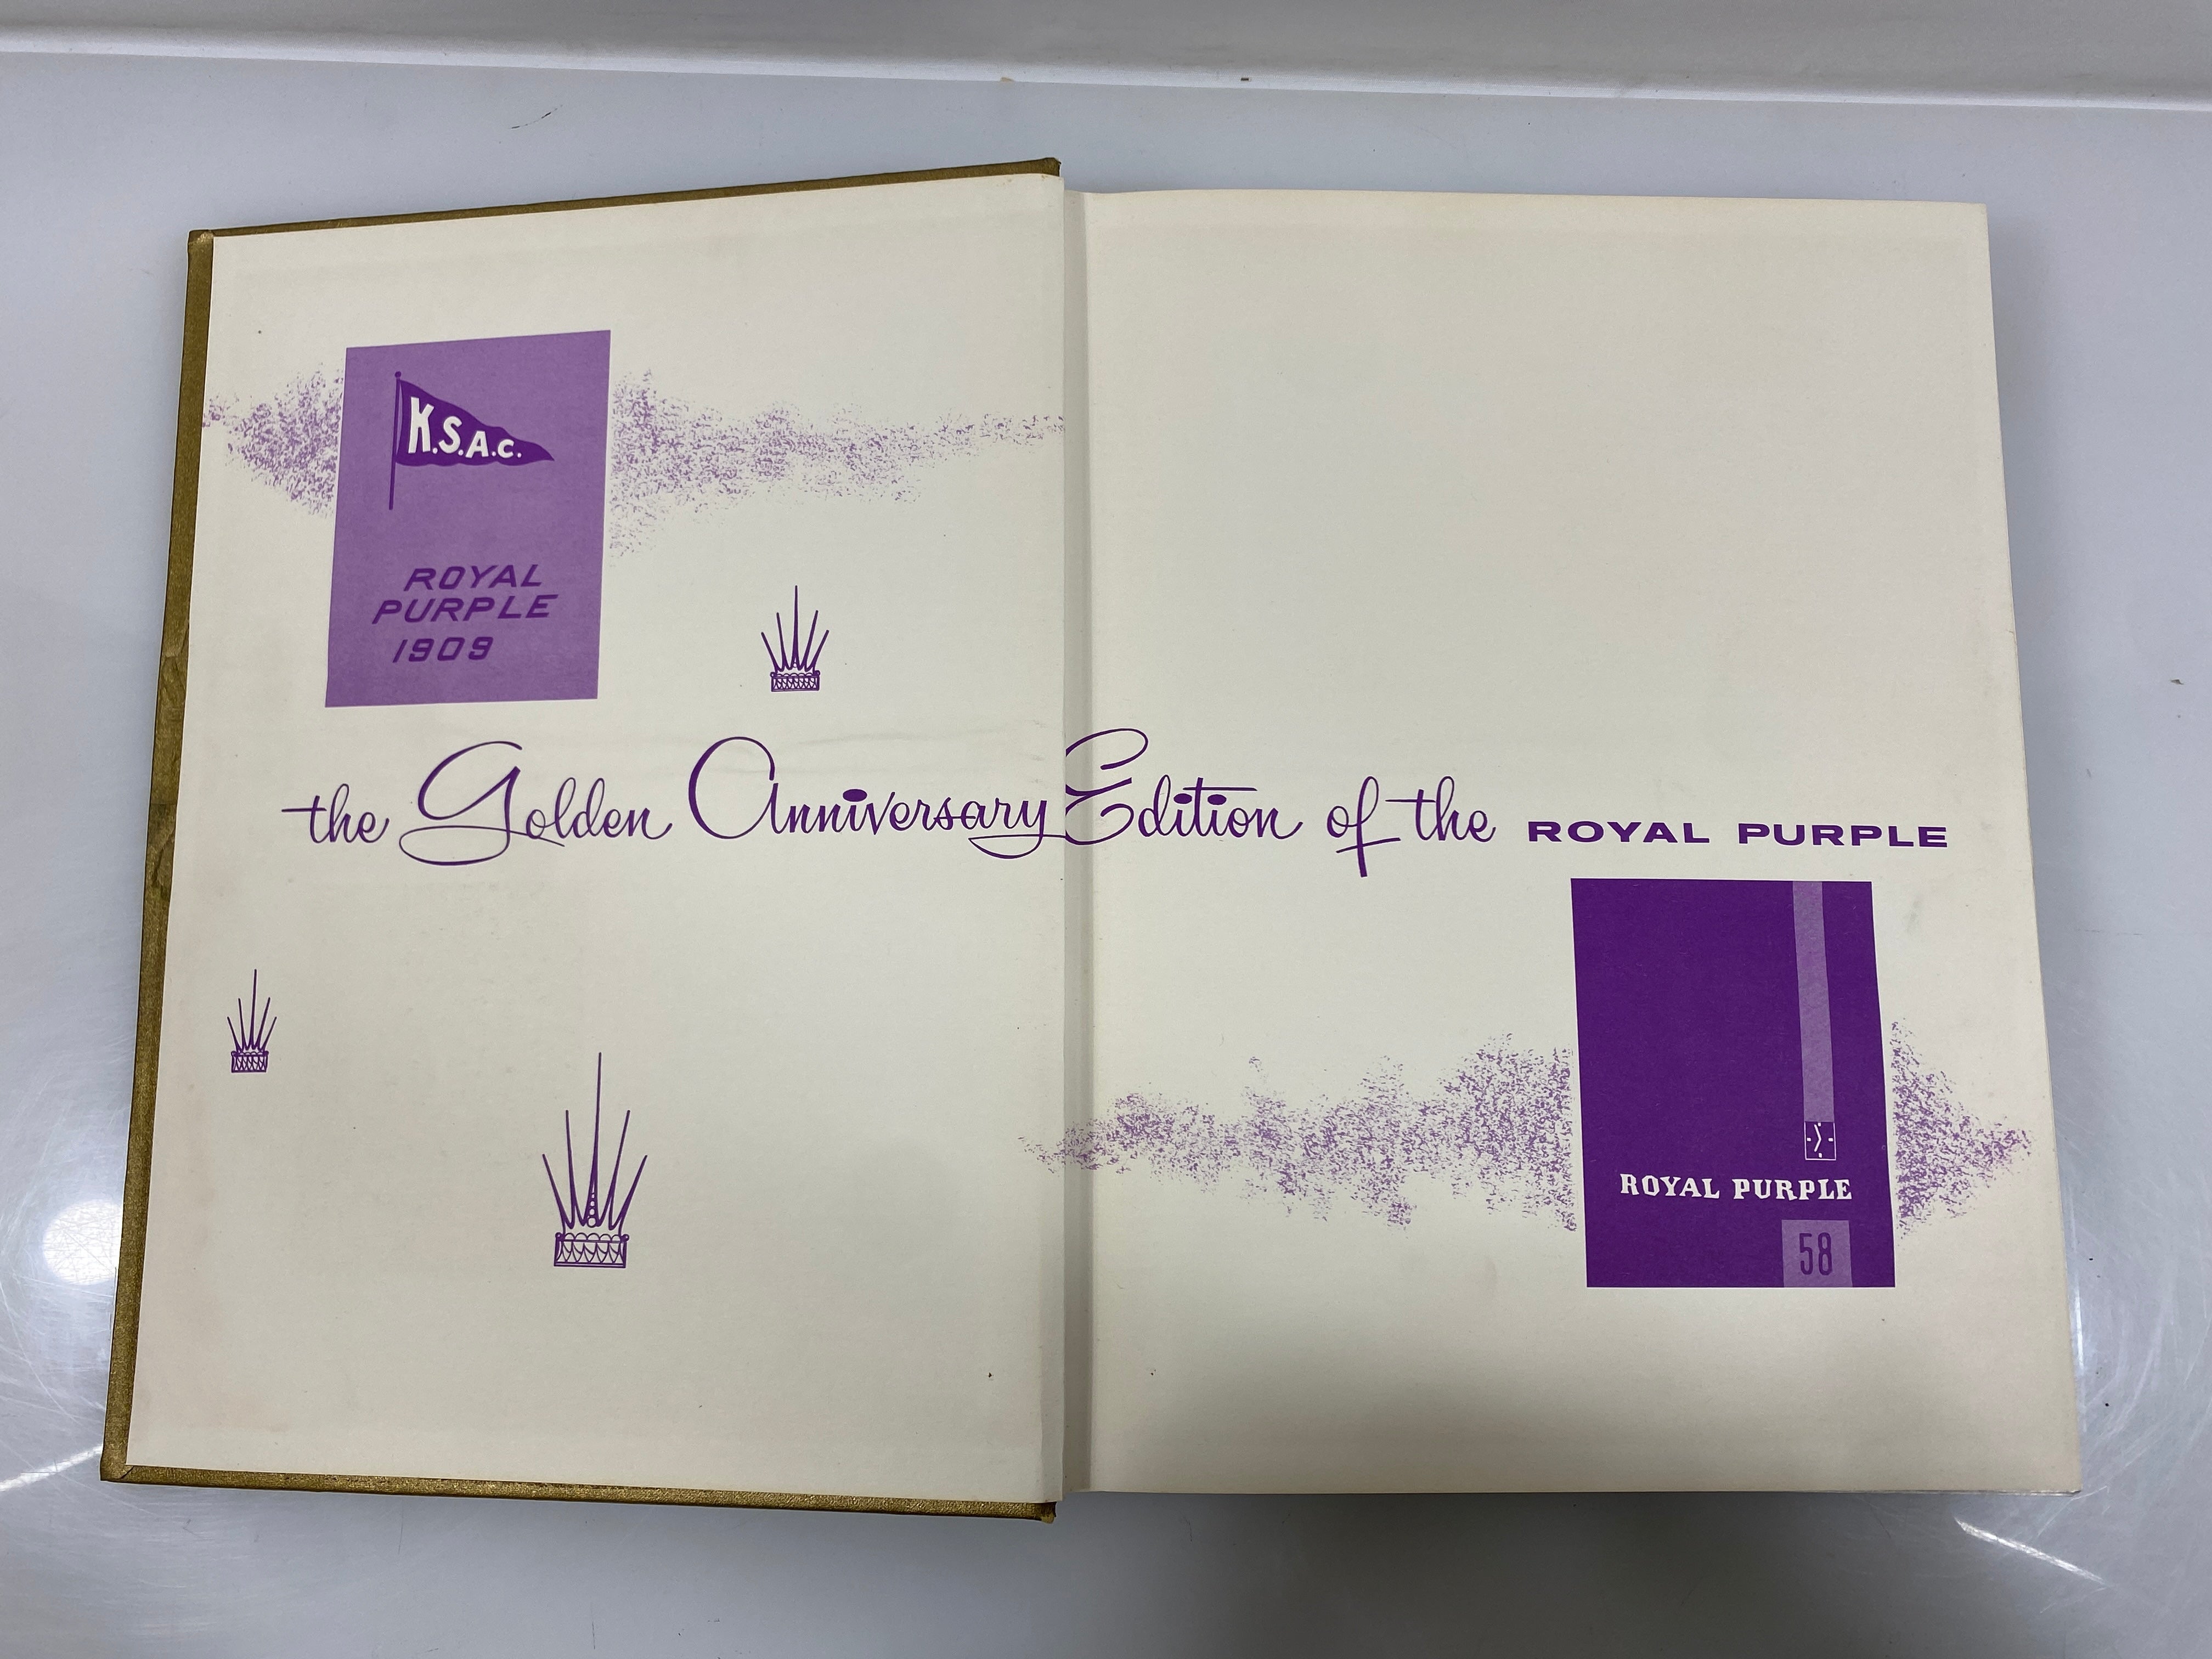 K.S.A.C.
ROYAL
PURPLE
1909
the Golden Anniversary Edition of the ROYAL PURPLE
ROYAL PURPLE
58